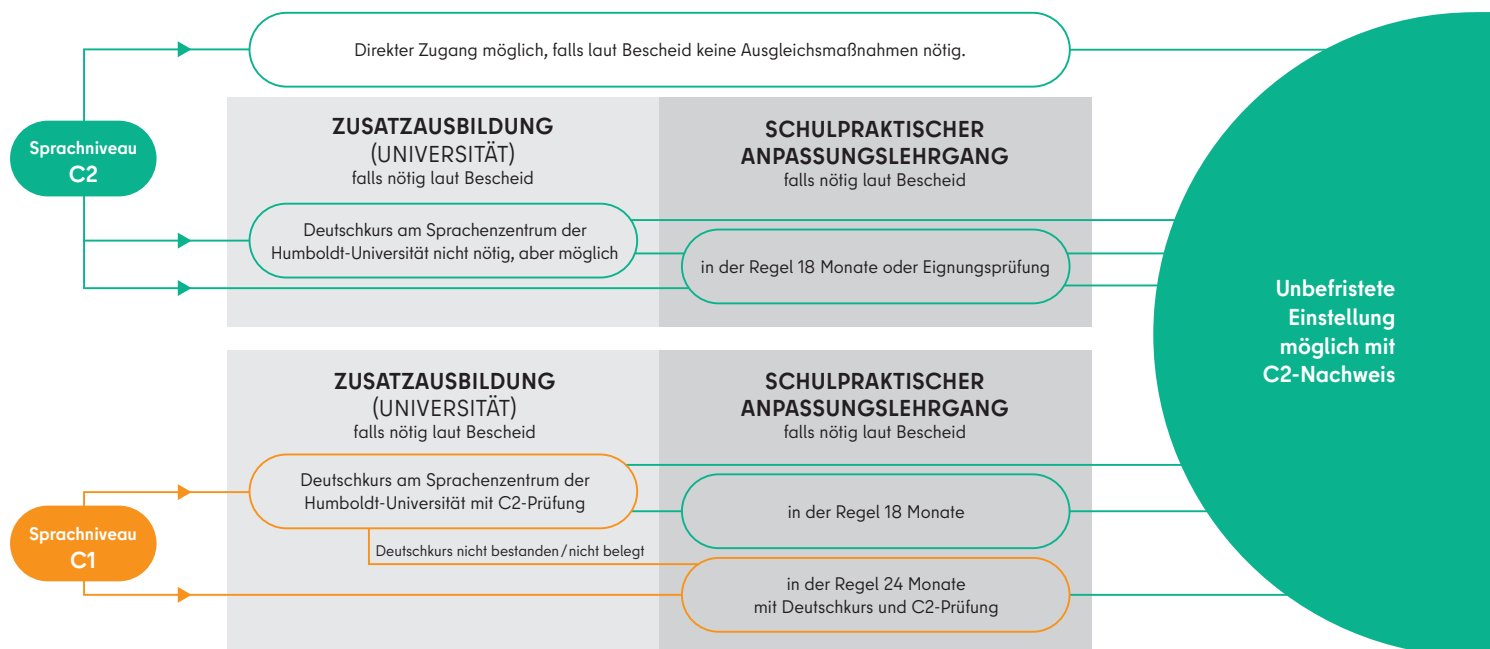 Direkter Zugang möglich, falls laut Bescheid keine Ausgleichsmaßnahmen nötig.
Sprachniveau
C2
ZUSATZAUSBILDUNG
(UNIVERSITÄT)
falls nötig laut Bescheid
SCHULPRAKTISCHER
ANPASSUNGSLEHRGANG
falls nötig laut Bescheid
Deutschkurs am Sprachenzentrum der
Humboldt-Universität nicht nötig, aber möglich
in der Regel 18 Monate oder Eignungsprüfung
Unbefristete
Einstellung
möglich mit
C2-Nachweis
ZUSATZAUSBILDUNG
(UNIVERSITÄT)
falls nötig laut Bescheid
SCHULPRAKTISCHER
ANPASSUNGSLEHRGANG
falls nötig laut Bescheid
Sprachniveau
C1
Deutschkurs am Sprachenzentrum der
Humboldt-Universität mit C2-Prüfung
in der Regel 18 Monate
Deutschkurs nicht bestanden / nicht belegt
in der Regel 24 Monate
mit Deutschkurs und C2-Prüfung